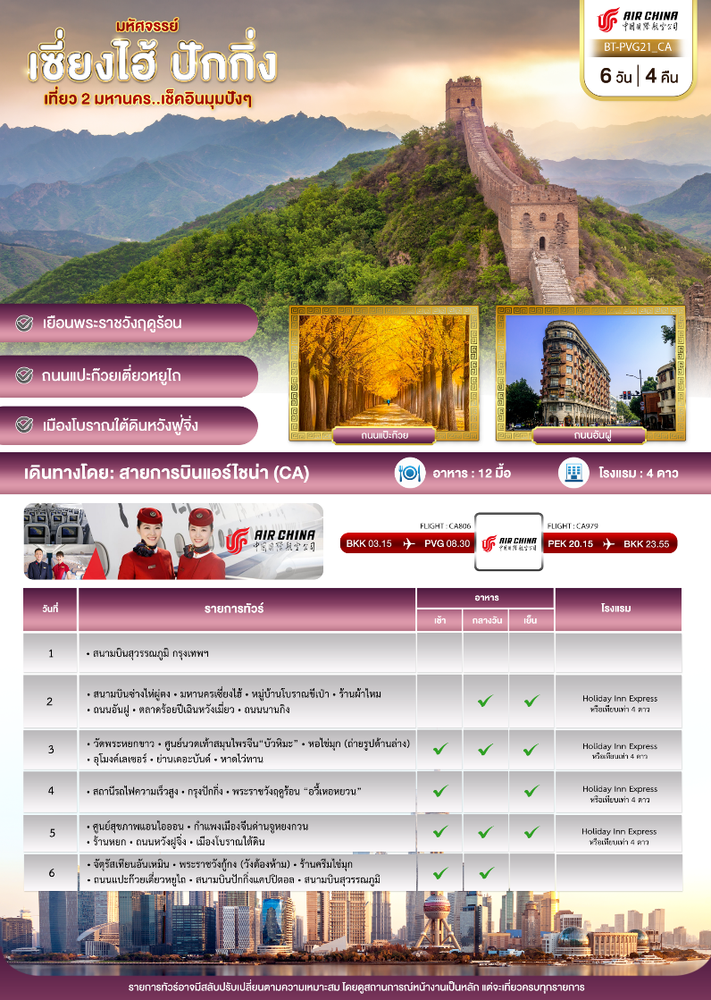 มหัศจรรย์
เซี่ยงไฮ้ ปักกิ่ง
เที่ยว 2 มหานคร..เช็คอินมุมปังๆ
AIR CHINA
中国国際航空公司
BT-PVG21_CA
6 วัน | 4 คืน
เยือนพระราชวังฤดูร้อน
ถนนแปะก๊วยเตี่ยวหยูไถ
เมืองโบราณใต้ดินหวังฟู่จิ่ง
ถนนแป๊ะก๊วย
ถนนอันฝู
เดินทางโดย: สายการบินแอร์ไชน่า (CA)
อาหาร : 12 มื้อ
โรงแรม : 4 ดาว
AIR CHINA
中国国際航空公司
FLIGHT : CA806
BKK 03.15 PVG 08.30
AIR CHINA
中国国際航空公司
FLIGHT : CA979
PEK 20.15 BKK 23.55
วันที่ รายการทัวร์ อาหาร โรงแรม
เช้า กลางวัน เย็น
1 • สนามบินสุวรรณภูมิ กรุงเทพฯ
2 • สนามบินซ่างไห่ผู่ตง • มหานครเซี่ยงไฮ้ • หมู่บ้านโบราณชีเป่า • ร้านผ้าไหม
• ถนนอันฝู • ตลาดร้อยปีเฉินหวังเมี่ยว • ถนนนานกิง
Holiday Inn Express
หรือเทียบเท่า 4 ดาว
3 • วัดพระหยกขาว • ศูนย์นวดเท้าสมุนไพรจีน“บัวหิมะ” • หอไข่มุก (ถ่ายรูปด้านล่าง)
• อุโมงค์เลเซอร์ • ย่านเดอะบันด์ • หาดไว่ทาน
Holiday Inn Express
หรือเทียบเท่า 4 ดาว
4 • สถานีรถไฟความเร็วสูง • กรุงปักกิ่ง • พระราชวังฤดูร้อน “อวี้เหอหยวน”
Holiday Inn Express
หรือเทียบเท่า 4 ดาว
5 • ศูนย์สุขภาพแอนไอออน • กำแพงเมืองจีนด่านจูหยงกวน
• ร้านหยก • ถนนหวังฝูจิ่ง • เมืองโบราณใต้ดิน
Holiday Inn Express
หรือเทียบเท่า 4 ดาว
6 • จัตุรัสเทียนอันเหมิน • พระราชวังกู้กง (วังต้องห้าม) • ร้านครีมไข่มุก
• ถนนแปะก๊วยเตี่ยวหยูไถ • สนามบินปักกิ่งแคปปิตอล • สนามบินสุวรรณภูมิ
รายการทัวร์อาจมีสลับปรับเปลี่ยนตามความเหมาะสม โดยดูสถานการณ์หน้างานเป็นหลัก แต่จะเที่ยวครบทุกรายการ